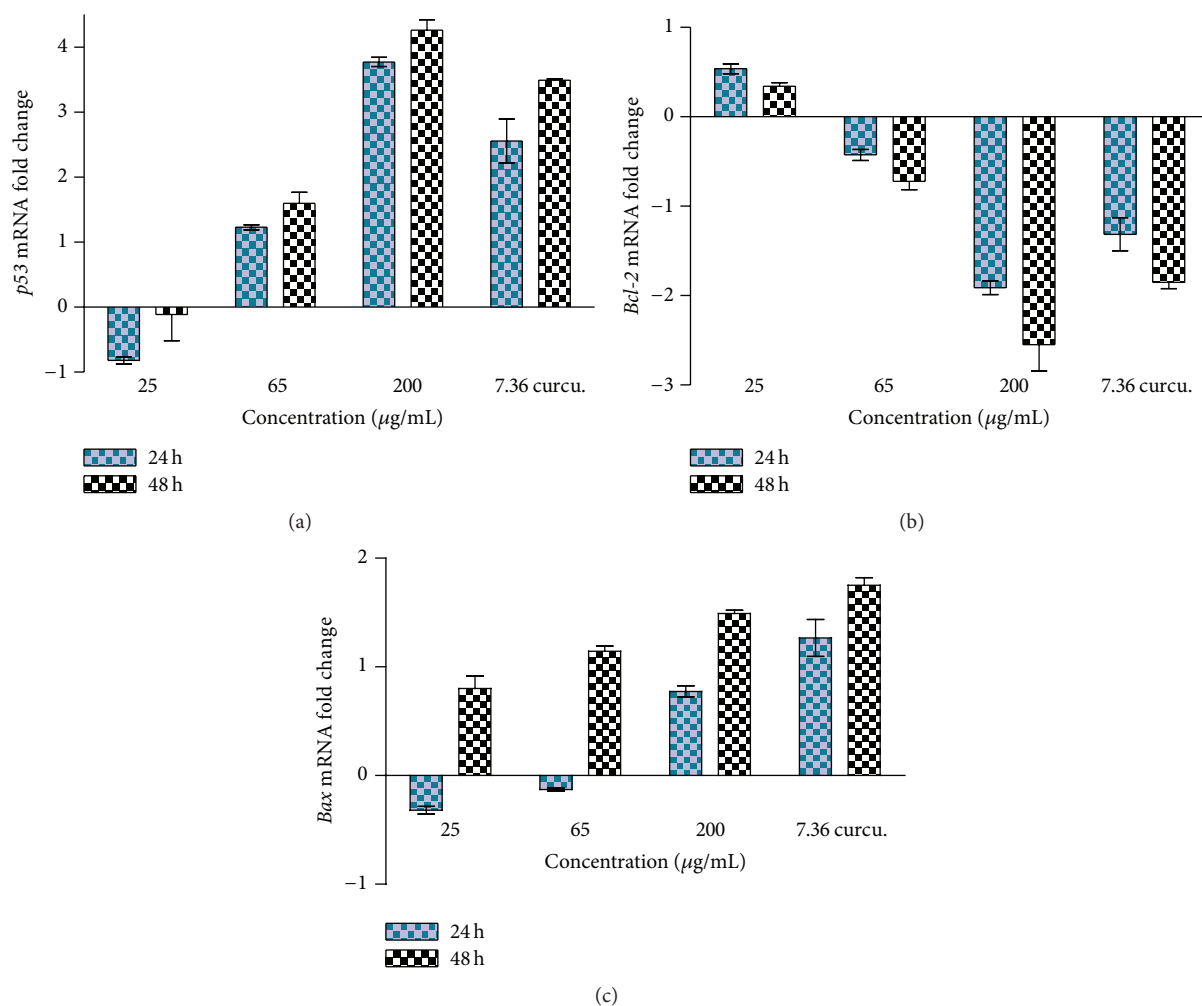 p53 mRNA fold change
4
3
2
1
0
−1
25
65
200
7.36 curcu.
Concentration (μg/mL)
24 h
48 h
(a)
Bcl-2 mRNA fold change
1
0
−1
−2
−3
25
65
200
7.36 curcu.
Concentration (μg/mL)
24 h
48 h
(b)
Bax mRNA fold change
2
1
0
−1
25
65
200
7.36 curcu.
Concentration (μg/mL)
24 h
48 h
(c)